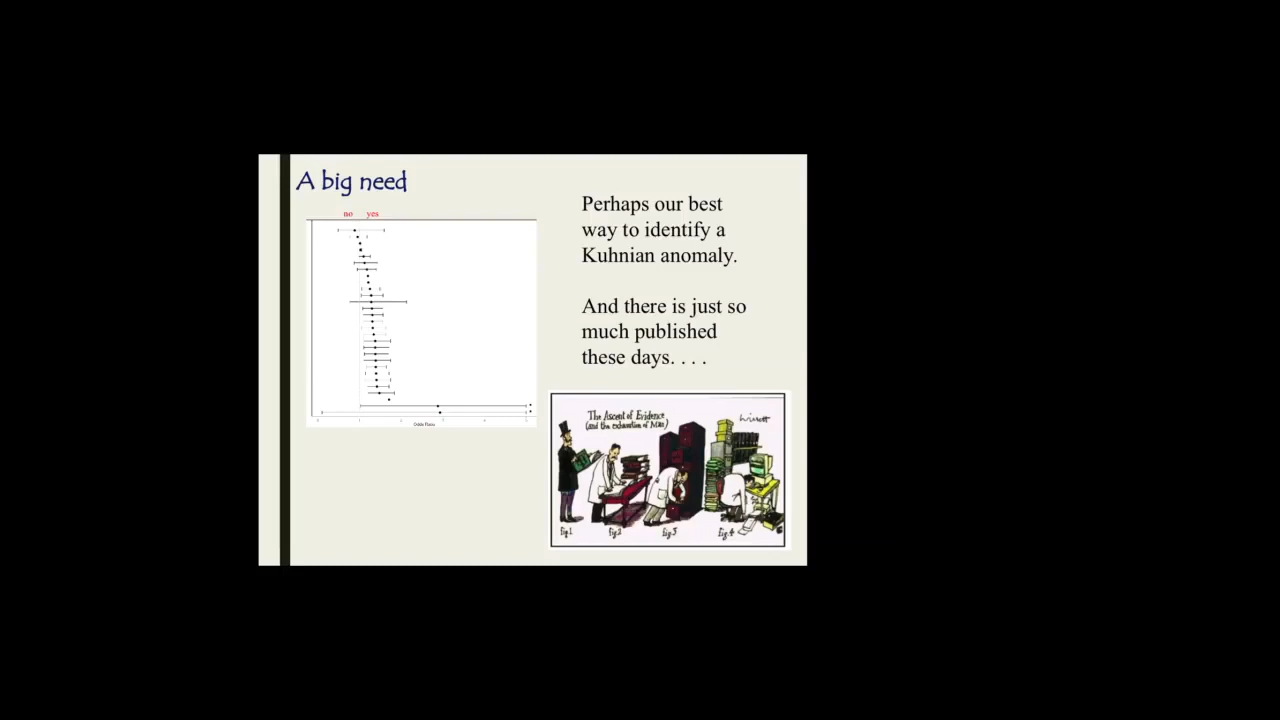 A big need
no yes
Perhaps our best
way to identify a
Kuhnian anomaly.
And there is just so
much published
these days. . . .
The Ascent of Evidence
(and the exhaustion of Man)
fig.1 fig.2 fig.3 fig.4